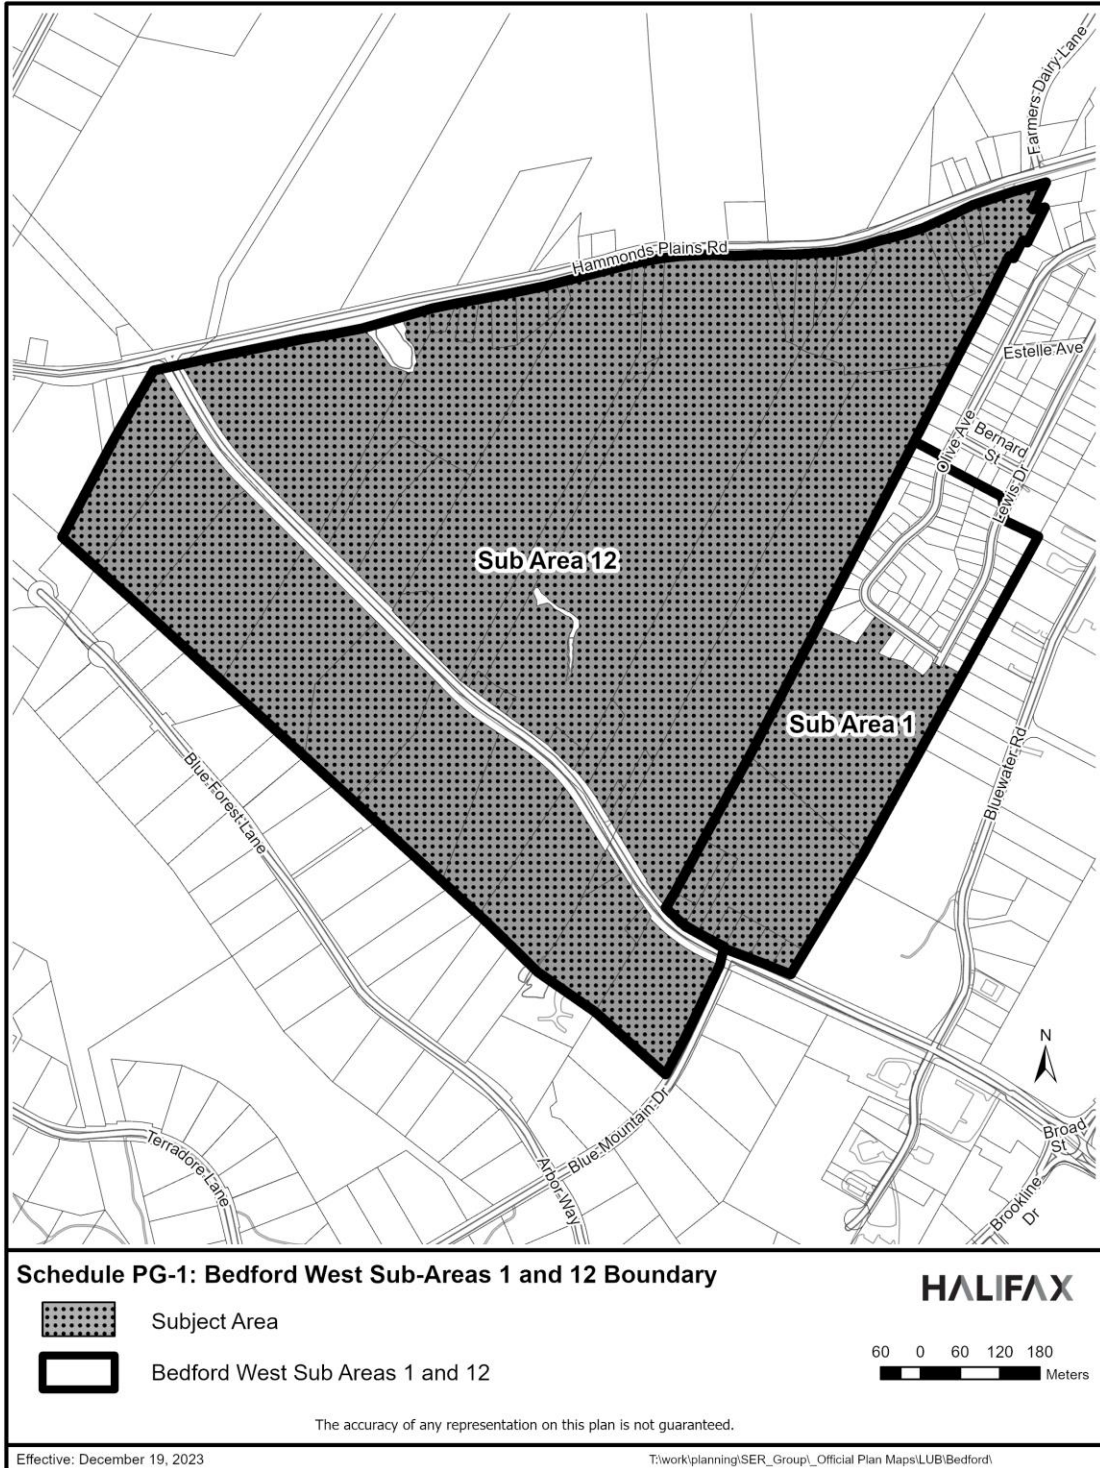 Farmers Dairy Lane
Hammonds Plains Rd
Estelle Ave
Olive Ave
Bernard
St
Lewis Dr
Sub Area 12
Sub Area 1
Bluewater Rd
Blue Forest Lane
N
Broad
St
Blue Mountain Dr
Terradore Lane
Arbor Way
Brookline
Dr
Schedule PG-1: Bedford West Sub-Areas 1 and 12 Boundary
HALIFAX
Subject Area
60 0 60 120 180
Meters
Bedford West Sub Areas 1 and 12
The accuracy of any representation on this plan is not guaranteed.
Effective: December 19, 2023
T:\work\planning\SER_Group\_Official Plan Maps\LUB\Bedford\